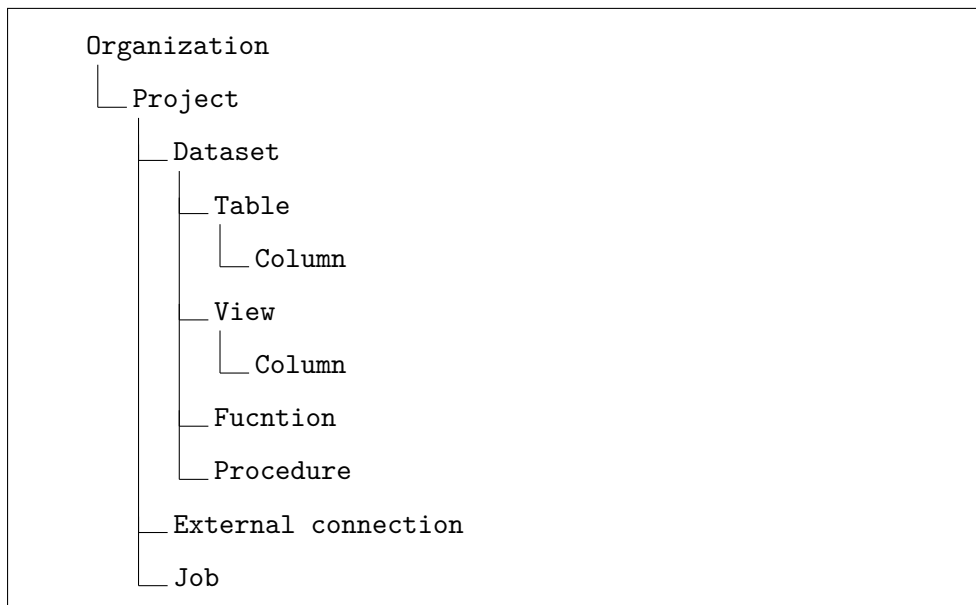 Organization
Project
Dataset
Table
Column
View
Column
Fucntion
Procedure
External connection
Job